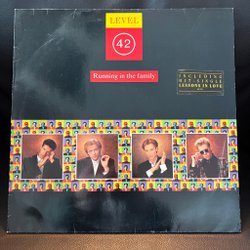 LEVEL
42
Running in the family
INCLUDING
HIT SINGLE
LESSONS IN LOVE